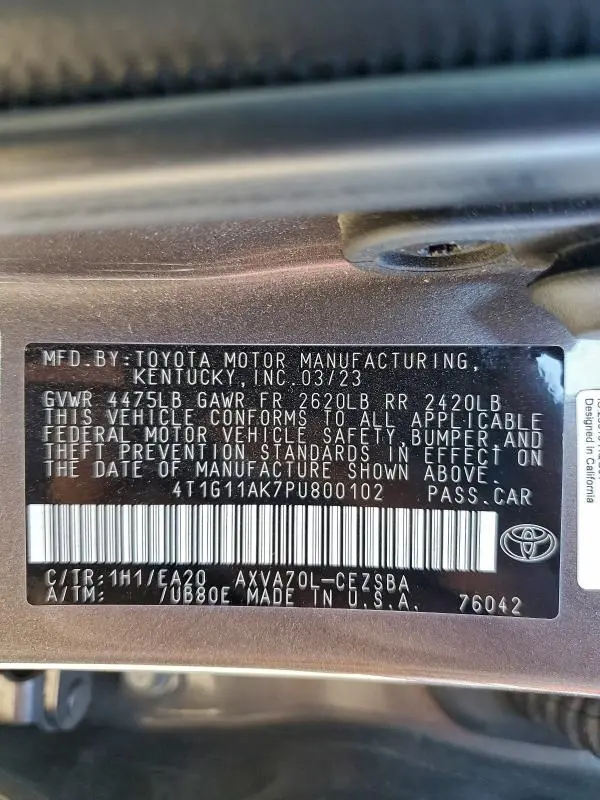 MFD.BY:TOYOTA MOTOR MANUFACTURING,
KENTUCKY,INC.03/23
GVWR 4475LB GAWR FR 2620LB RR 2420LB
THIS VEHICLE CONFORMS TO ALL APPLICABLE
FEDERAL MOTOR VEHICLE SAFETY,BUMPER,AND
THEFT PREVENTION STANDARDS IN EFFECT ON
THE DATE OF MANUFACTURE SHOWN ABOVE.
4T1G11AK7PU800102 PASS.CAR
C/TR:1H1/EA20 AXVA70L-CEZSBA
A/TM: /UB80E MADE IN U.S.A. 76042
Designed in California